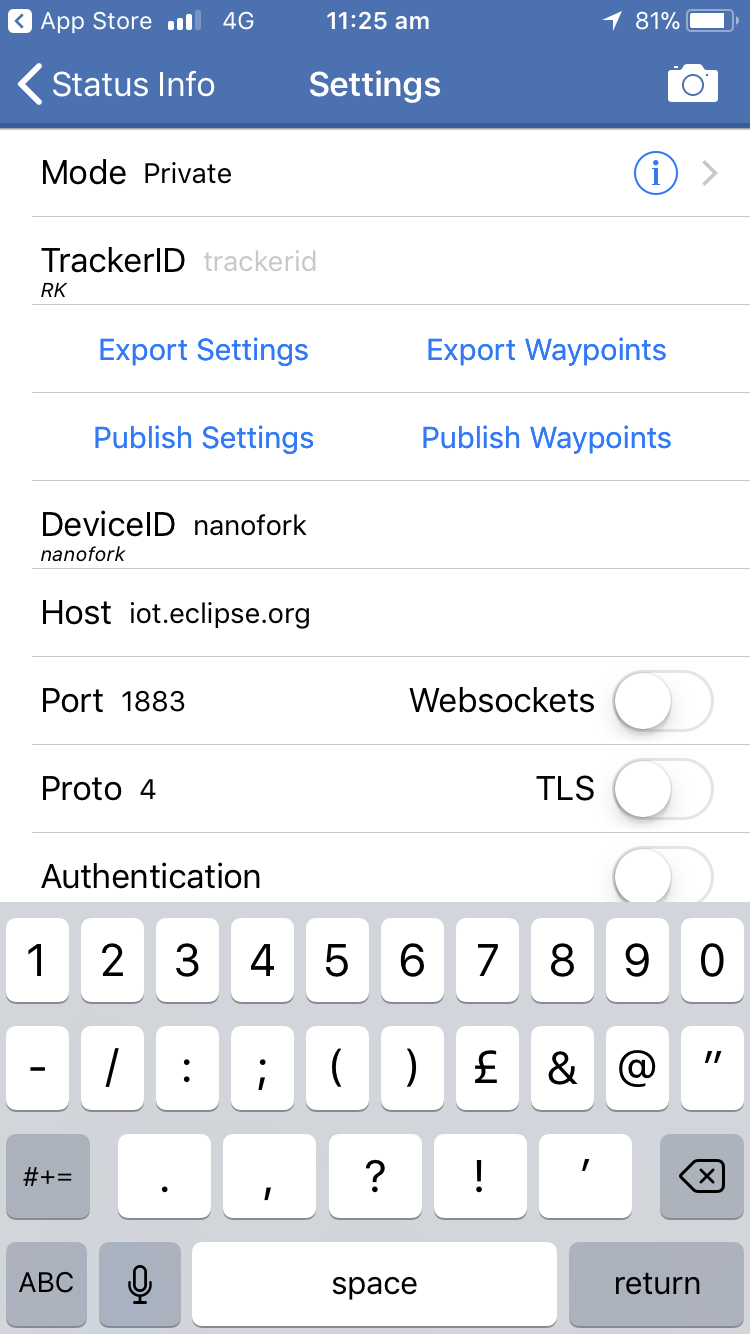 App Store 4G 11:25 am 81%
Status Info Settings
Mode Private i
TrackerID trackerid
RK
Export Settings Export Waypoints
Publish Settings Publish Waypoints
DeviceID nanofork
nanofork
Host iot.eclipse.org
Port 1883 Websockets
Proto 4 TLS
Authentication
1 2 3 4 5 6 7 8 9 0
- / : ; ( ) £ & @ "
#+= . , ? ! '
ABC space return